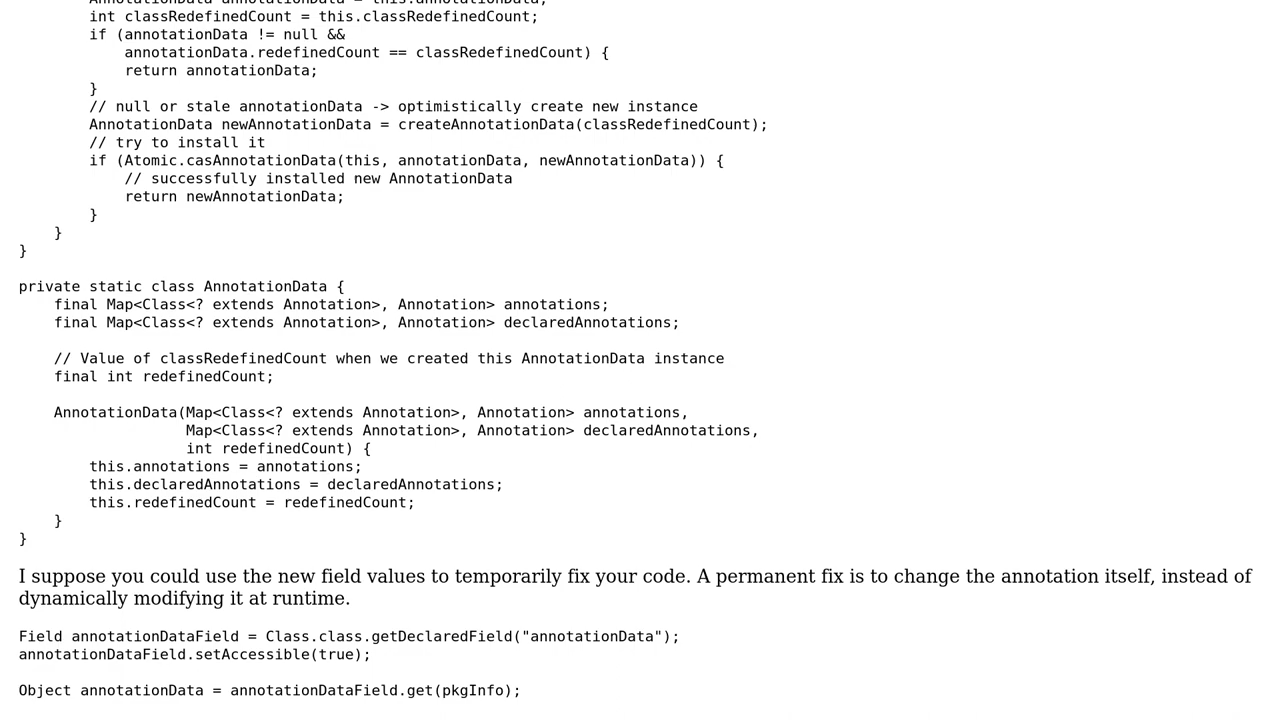 AnnotationData annotationData = this.annotationData;
int classRedefinedCount = this.classRedefinedCount;
if (annotationData != null &&
annotationData.redefinedCount == classRedefinedCount) {
return annotationData;
}
// null or stale annotationData -> optimistically create new instance
AnnotationData newAnnotationData = createAnnotationData(classRedefinedCount);
// try to install it
if (Atomic.casAnnotationData(this, annotationData, newAnnotationData)) {
// successfully installed new AnnotationData
return newAnnotationData;
}
}
}
private static class AnnotationData {
final Map<Class<? extends Annotation>, Annotation> annotations;
final Map<Class<? extends Annotation>, Annotation> declaredAnnotations;
// Value of classRedefinedCount when we created this AnnotationData instance
final int redefinedCount;
AnnotationData(Map<Class<? extends Annotation>, Annotation> annotations,
Map<Class<? extends Annotation>, Annotation> declaredAnnotations,
int redefinedCount) {
this.annotations = annotations;
this.declaredAnnotations = declaredAnnotations;
this.redefinedCount = redefinedCount;
}
}
I suppose you could use the new field values to temporarily fix your code. A permanent fix is to change the annotation itself, instead of
dynamically modifying it at runtime.
Field annotationDataField = Class.class.getDeclaredField("annotationData");
annotationDataField.setAccessible(true);
Object annotationData = annotationDataField.get(pkgInfo);